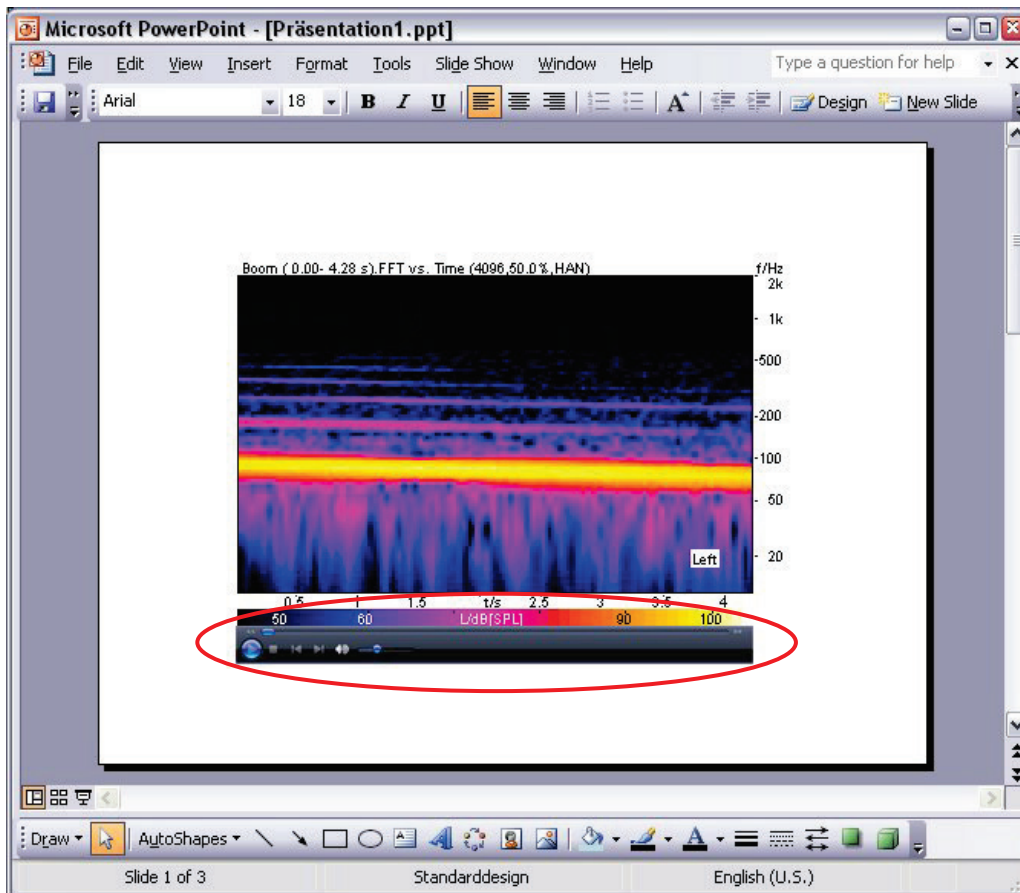 Microsoft PowerPoint - [Präsentation1.ppt]
File Edit View Insert Format Tools Slide Show Window Help Type a question for help
Arial 18 B I U A Design New Slide
Boom ( 0.00- 4.28 s).FFT vs. Time (4096,50.0%,HAN) f/Hz
2k
1k
500
200
100
50
20
Left
0.5 1 1.5 t/s 2.5 3 3.5 4
50 60 L/dB[SPL] 90 100
Draw AutoShapes A A
Slide 1 of 3 Standarddesign English (U.S.)